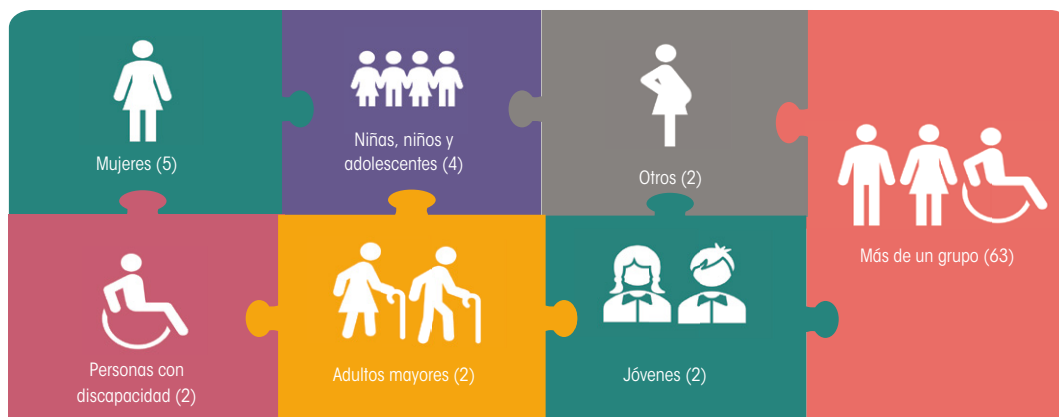 Mujeres (5)
Niñas, niños y
adolescentes (4)
Otros (2)
Más de un grupo (63)
Personas con
discapacidad (2)
Adultos mayores (2)
Jóvenes (2)